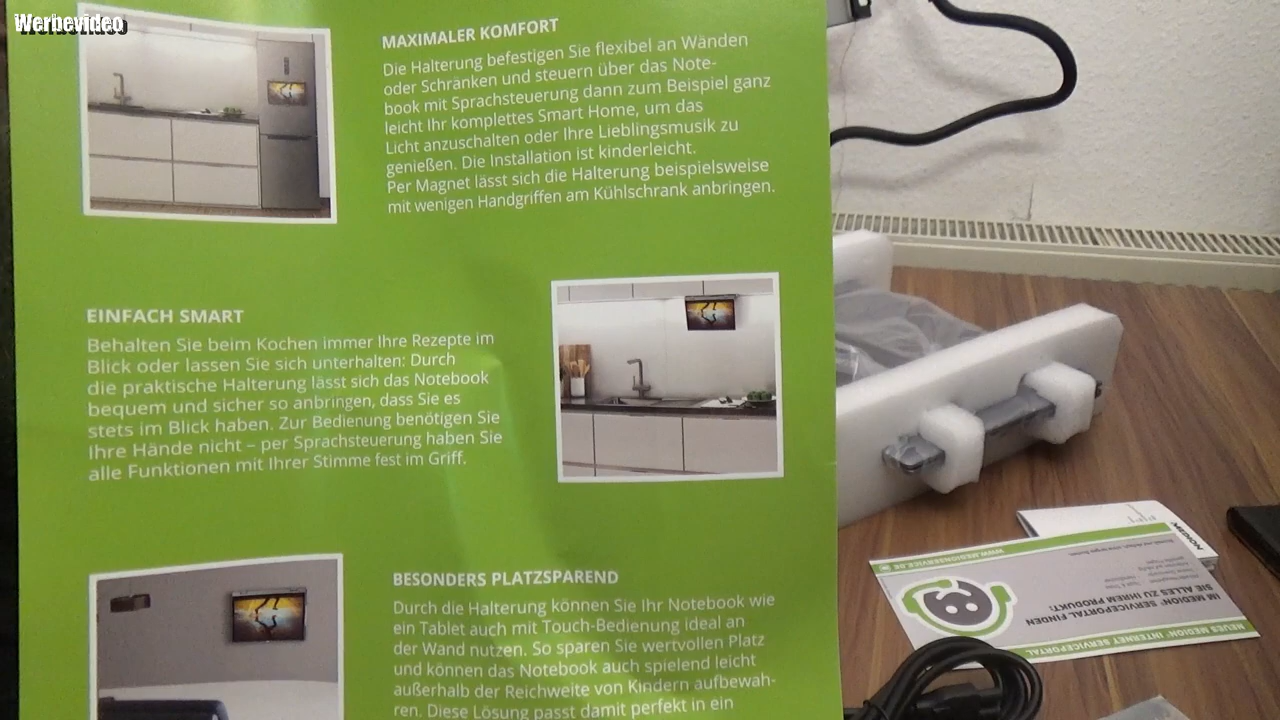 Werbevideo
MAXIMALER KOMFORT
Die Halterung befestigen Sie flexibel an Wänden
oder Schränken und steuern über das Note-
book mit Sprachsteuerung dann zum Beispiel ganz
leicht Ihr komplettes Smart Home, um das
Licht anzuschalten oder Ihre Lieblingsmusik zu
genießen. Die Installation ist kinderleicht.
Per Magnet lässt sich die Halterung beispielsweise
mit wenigen Handgriffen am Kühlschrank anbringen.
EINFACH SMART
Behalten Sie beim Kochen immer Ihre Rezepte im
Blick oder lassen Sie sich unterhalten: Durch
die praktische Halterung lässt sich das Notebook
bequem und sicher so anbringen, dass Sie es
stets im Blick haben. Zur Bedienung benötigen Sie
Ihre Hände nicht – per Sprachsteuerung haben Sie
alle Funktionen mit Ihrer Stimme fest im Griff.
BESONDERS PLATZSPAREND
Durch die Halterung können Sie Ihr Notebook wie
ein Tablet auch mit Touch-Bedienung ideal an
der Wand nutzen. So sparen Sie wertvollen Platz
und können das Notebook auch spielend leicht
außerhalb der Reichweite von Kindern aufbewah-
ren. Diese Lösung passt damit perfekt in ein
MEDION
NEUES MEDION® INTERNET SERVICEPORTAL
IM MEDION® SERVICEPORTAL FINDEN
SIE ALLES ZU IHREM PRODUKT:
WWW.MEDIONSERVICE.DE